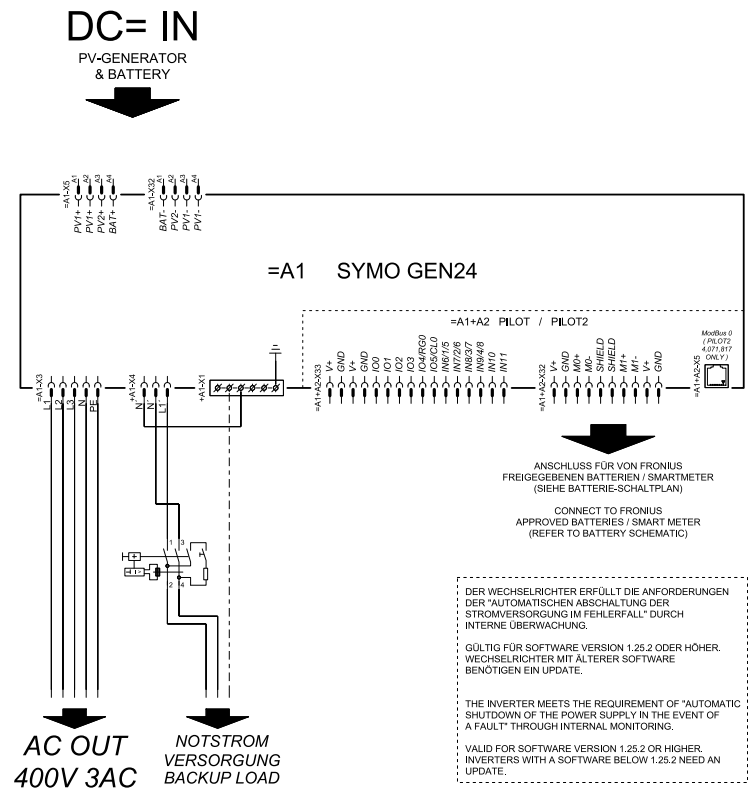 DC= IN
PV-GENERATOR
& BATTERY
=A1-X5
A1
A2
A3
A4
PV1+
PV1+
PV2+
BAT+
=A1-X32
A1
A2
A3
A4
BAT-
PV2-
PV1-
PV1-
=A1 SYMO GEN24
=A1+A2 PILOT / PILOT2
ModBus 0
( PILOT2
4,071,817
ONLY )
=A1-X3
L1
L2
L3
N
PE
+A1-X4
N'
N'
L1'
+A1-X1
=A1+A2-X33
V+
GND
V+
GND
IO0
IO1
IO2
IO3
IO4/RG0
IO5/CL0
IN6/1/5
IN7/2/6
IN8/3/7
IN9/4/8
IN10
IN11
=A1+A2-X32
V+
GND
M0+
M0-
SHIELD
SHIELD
M1+
M1-
V+
GND
=A1+A2-X5
ANSCHLUSS FÜR VON FRONIUS
FREIGEGEBENEN BATTERIEN / SMARTMETER
(SIEHE BATTERIE-SCHALTPLAN)
CONNECT TO FRONIUS
APPROVED BATTERIES / SMART METER
(REFER TO BATTERY SCHEMATIC)
1 3
2 4
DER WECHSELRICHTER ERFÜLLT DIE ANFORDERUNGEN
DER "AUTOMATISCHEN ABSCHALTUNG DER
STROMVERSORGUNG IM FEHLERFALL" DURCH
INTERNE ÜBERWACHUNG.
GÜLTIG FÜR SOFTWARE VERSION 1.25.2 ODER HÖHER.
WECHSELRICHTER MIT ÄLTERER SOFTWARE
BENÖTIGEN EIN UPDATE.
THE INVERTER MEETS THE REQUIREMENT OF "AUTOMATIC
SHUTDOWN OF THE POWER SUPPLY IN THE EVENT OF
A FAULT" THROUGH INTERNAL MONITORING.
VALID FOR SOFTWARE VERSION 1.25.2 OR HIGHER.
INVERTERS WITH A SOFTWARE BELOW 1.25.2 NEED AN
UPDATE.
AC OUT
400V 3AC
NOTSTROM
VERSORGUNG
BACKUP LOAD